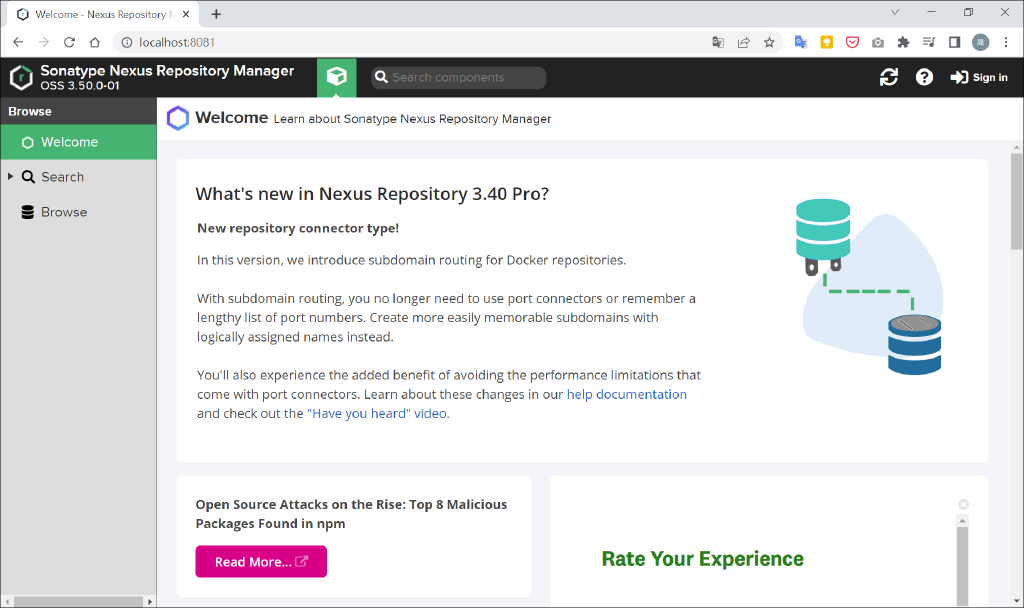 Welcome - Nexus Repository M
localhost:8081
Sonatype Nexus Repository Manager
OSS 3.50.0-01
Search components
Sign in
Browse
Welcome
Search
Browse
Welcome Learn about Sonatype Nexus Repository Manager
What's new in Nexus Repository 3.40 Pro?
New repository connector type!
In this version, we introduce subdomain routing for Docker repositories.
With subdomain routing, you no longer need to use port connectors or remember a
lengthy list of port numbers. Create more easily memorable subdomains with
logically assigned names instead.
You'll also experience the added benefit of avoiding the performance limitations that
come with port connectors. Learn about these changes in our help documentation
and check out the "Have you heard" video.
Open Source Attacks on the Rise: Top 8 Malicious
Packages Found in npm
Read More...
Rate Your Experience